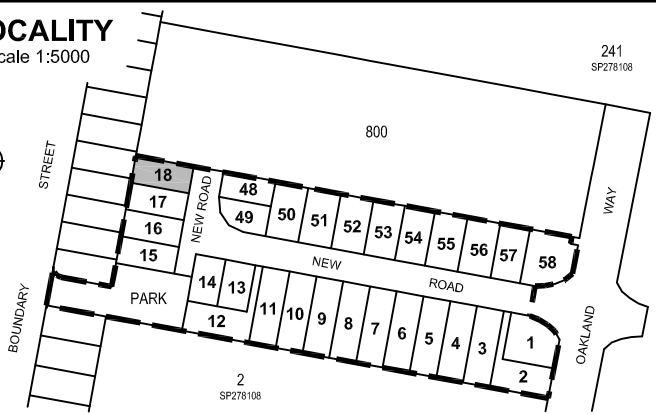 OCALITY
cale 1:5000
241
SP278108
800
STREET
18
17
16
15
NEW ROAD
48
49
50
51
52
53
54
55
56
57
58
WAY
NEW
ROAD
14
13
12
PARK
11
10
9
8
7
6
5
4
3
1
2
OAKLAND
BOUNDARY
2
SP278108